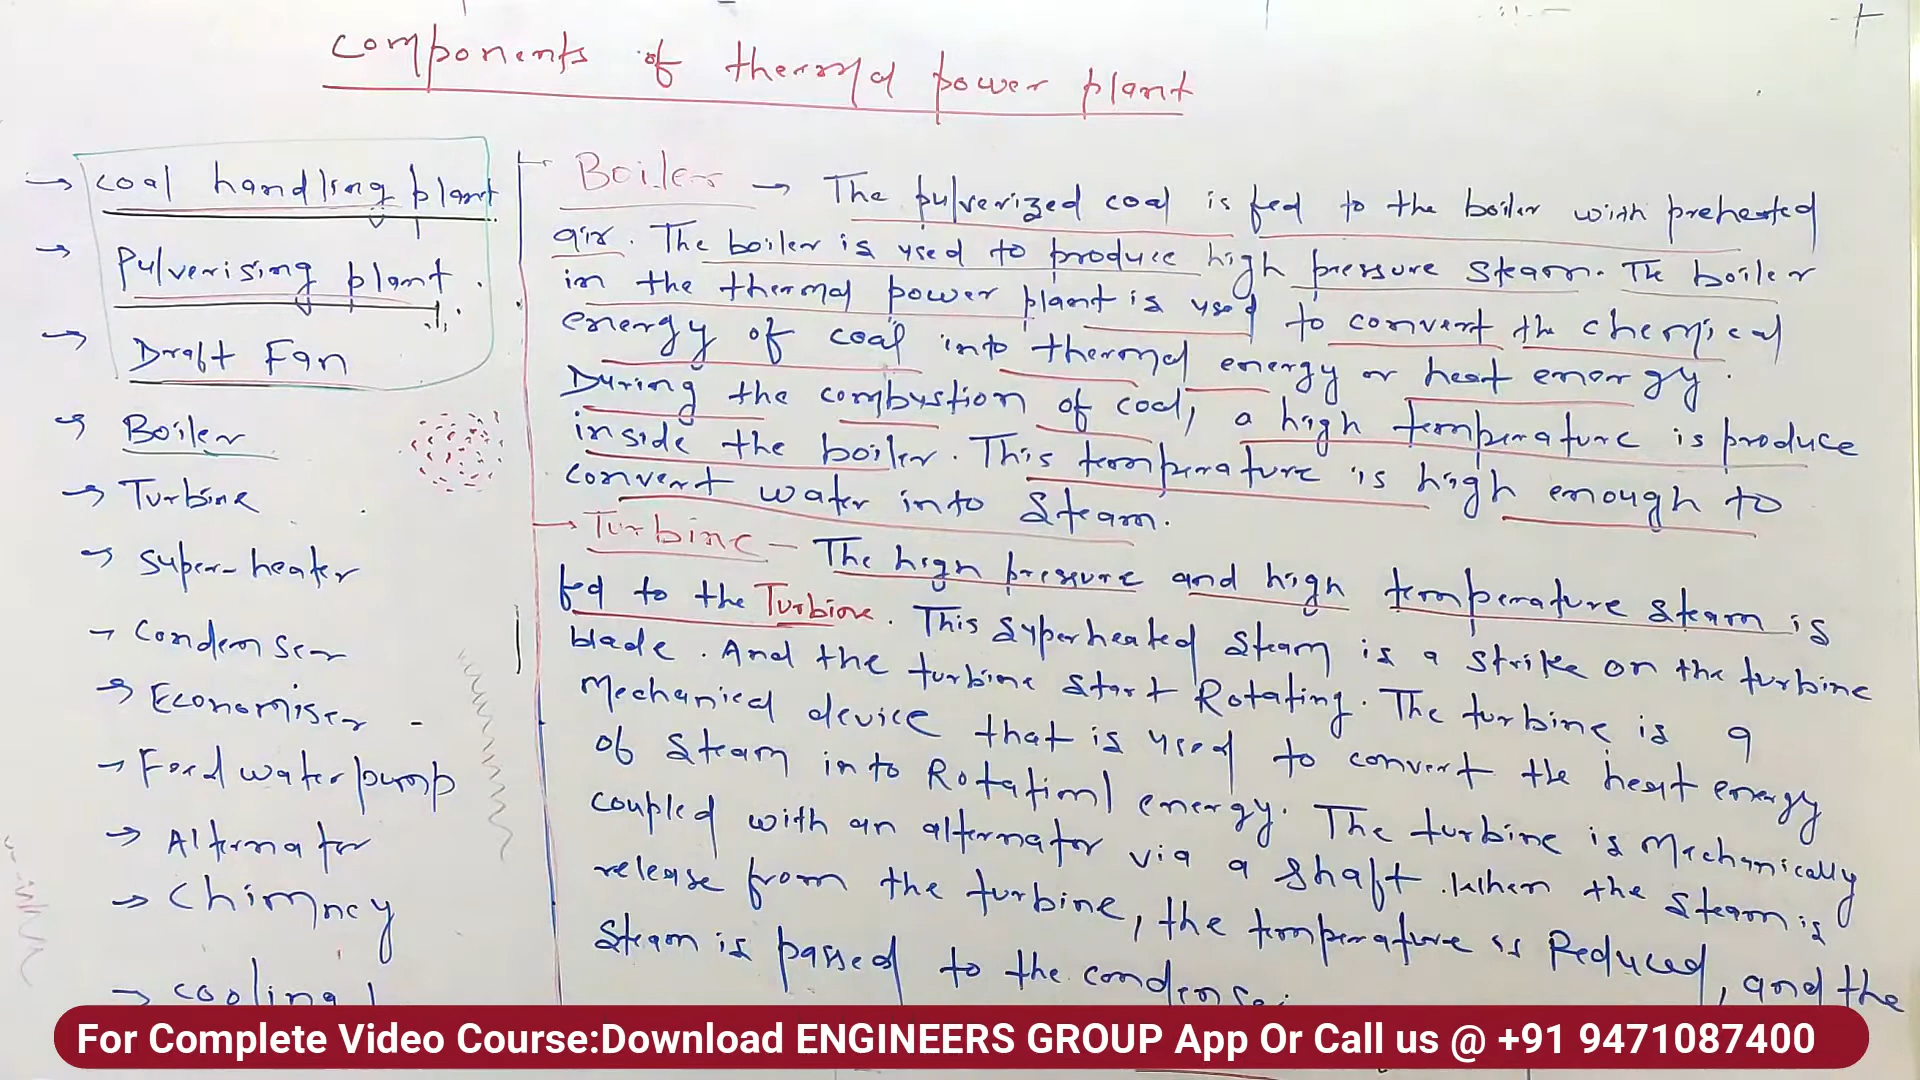 Components of thermal power plant
→ Coal handling plant
→ Pulverising plant.
→ Draft Fan
→ Boiler
→ Turbine
→ Super-heater
→ Condenser
→ Economiser -
→ Feed water pump
→ Alternator
→ Chimney
→ cooling
Boiler → The pulverized coal is fed to the boiler with preheated
air. The boiler is used to produce high pressure steam. The boiler
in the thermal power plant is used to convert the chemical
energy of coal into thermal energy or heat energy.
During the combustion of coal, a high temperature is produce
inside the boiler. This temperature is high enough to
convert water into steam.
→ Turbine - The high pressure and high temperature steam is
fed to the Turbine. This superheated steam is a strike on the turbine
blade. And the turbine start Rotating. The turbine is a
Mechanical device that is used to convert the heat energy
of steam into Rotational energy. The turbine is Mechanically
coupled with an alternator via a shaft. When the steam is
release from the turbine, the temperature is Reduced, and the
steam is passed to the
For Complete Video Course:Download ENGINEERS GROUP App Or Call us @ +91 9471087400